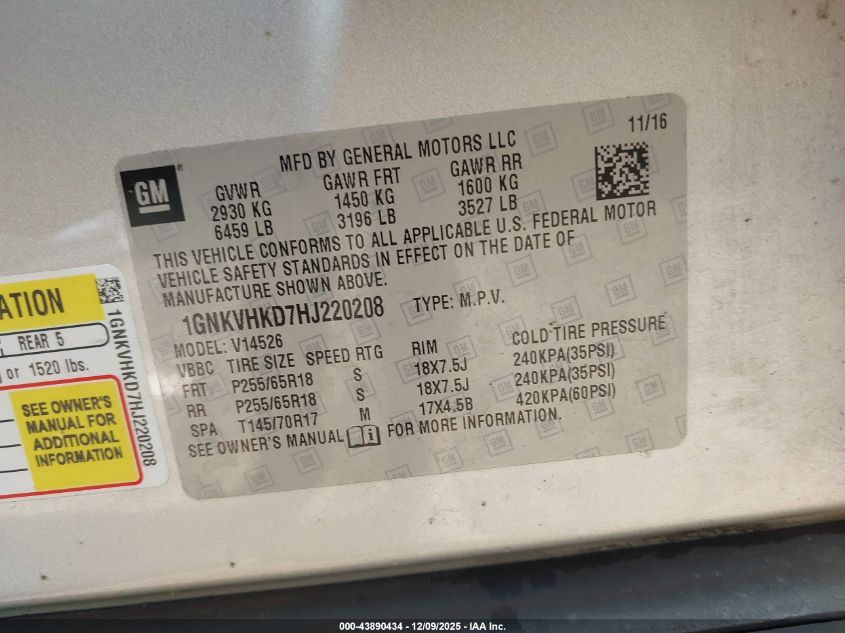 11/16
MFD BY GENERAL MOTORS LLC
GM
®
GVWR GAWR FRT GAWR RR
2930 KG 1450 KG 1600 KG
6459 LB 3196 LB 3527 LB
THIS VEHICLE CONFORMS TO ALL APPLICABLE U.S. FEDERAL MOTOR
VEHICLE SAFETY STANDARDS IN EFFECT ON THE DATE OF
MANUFACTURE SHOWN ABOVE.
1GNKVHKD7HJ220208 TYPE: M.P.V.
MODEL: V14526
VBBC TIRE SIZE SPEED RTG RIM COLD TIRE PRESSURE
FRT P255/65R18 S 18X7.5J 240KPA(35PSI)
RR P255/65R18 S 18X7.5J 240KPA(35PSI)
SPA T145/70R17 M 17X4.5B 420KPA(60PSI)
SEE OWNER'S MANUAL FOR MORE INFORMATION.
REAR 5
or 1520 lbs.
SEE OWNER'S
MANUAL FOR
ADDITIONAL
INFORMATION
1GNKVHKD7HJ220208
000-43890434 - 12/09/2025 - IAA Inc.